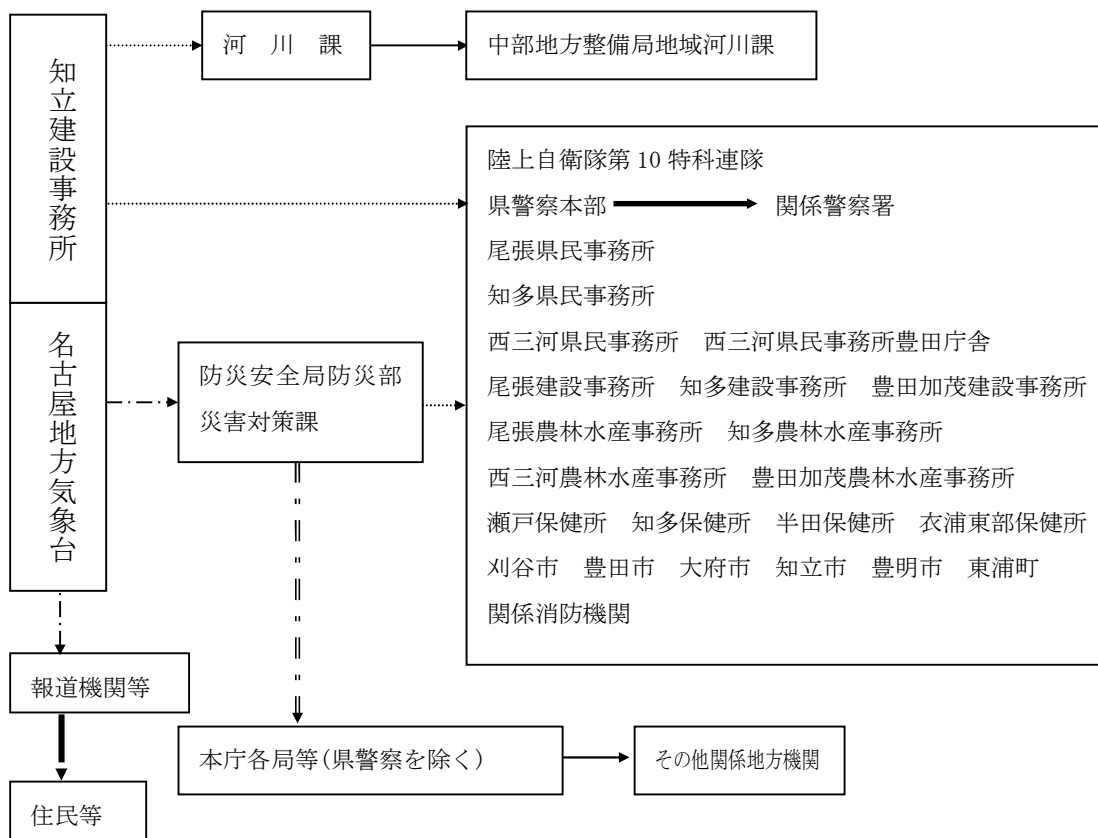 知立建設事務所
河　川　課
中部地方整備局地域河川課
陸上自衛隊第 10 特科連隊
県警察本部　関係警察署
尾張県民事務所
知多県民事務所
西三河県民事務所　西三河県民事務所豊田庁舎
尾張建設事務所　知多建設事務所　豊田加茂建設事務所
尾張農林水産事務所　知多農林水産事務所
西三河農林水産事務所　豊田加茂農林水産事務所
瀬戸保健所　知多保健所　半田保健所　衣浦東部保健所
刈谷市　豊田市　大府市　知立市　豊明市　東浦町
関係消防機関
名古屋地方気象台
防災安全局防災部
災害対策課
報道機関等
住民等
本庁各局等(県警察を除く)
その他関係地方機関